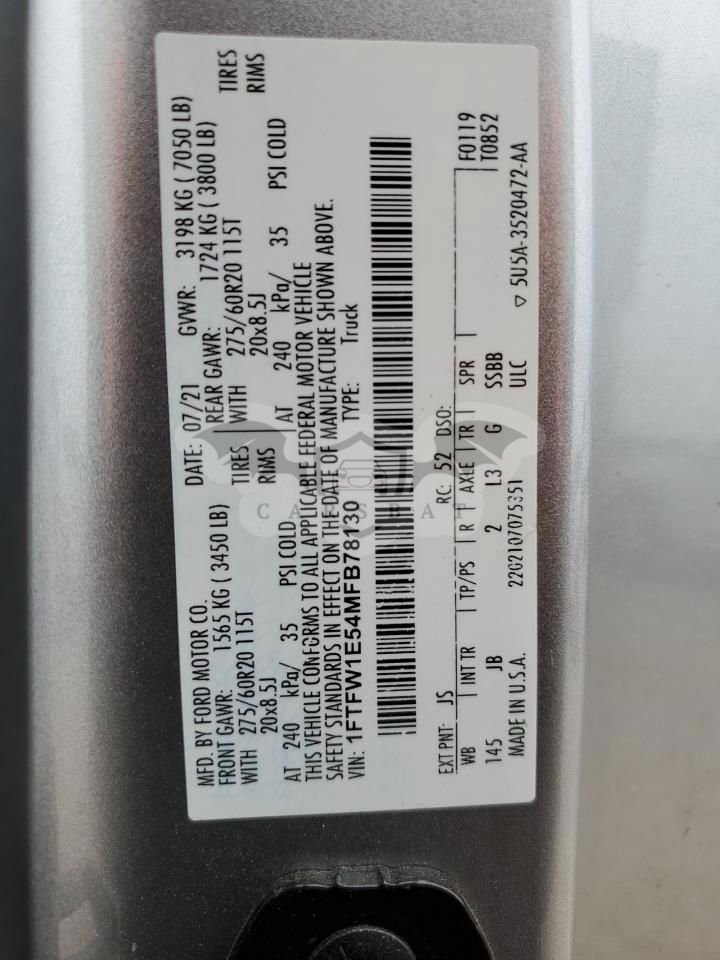 MFD. BY FORD MOTOR CO. DATE: 07/21 GVWR: 3198 KG ( 7050 LB)
FRONT GAWR: 1565 KG ( 3450 LB) REAR GAWR: 1724 KG ( 3800 LB)
WITH 275/60R20 115T TIRES WITH 275/60R20 115T TIRES
20x8.5J RIMS 20x8.5J RIMS
AT 240 kPa/ 35 PSI COLD AT 240 kPa/ 35 PSI COLD
THIS VEHICLE CONFORMS TO ALL APPLICABLE FEDERAL MOTOR VEHICLE
SAFETY STANDARDS IN EFFECT ON THE DATE OF MANUFACTURE SHOWN ABOVE.
VIN: 1FTFW1E54MFB78130 TYPE: Truck
CARSBAT
EXT PNT: JS RC: 52 DSO: F0119
WB INT TR TP/PS R AXLE TR SPR T0852
145 JB 2 L3 G SSBB
MADE IN U.S.A. ULC ▽ 5U5A-3520472-AA